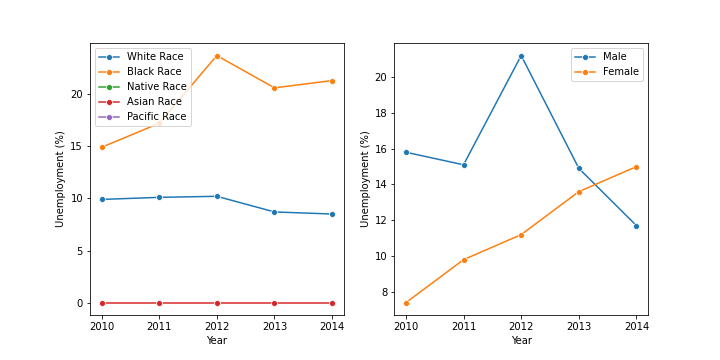 White Race
Black Race
Native Race
Asian Race
Pacific Race
Unemployment (%)
20
15
10
5
0
2010 2011 2012 2013 2014
Year
Male
Female
Unemployment (%)
20
18
16
14
12
10
8
2010 2011 2012 2013 2014
Year